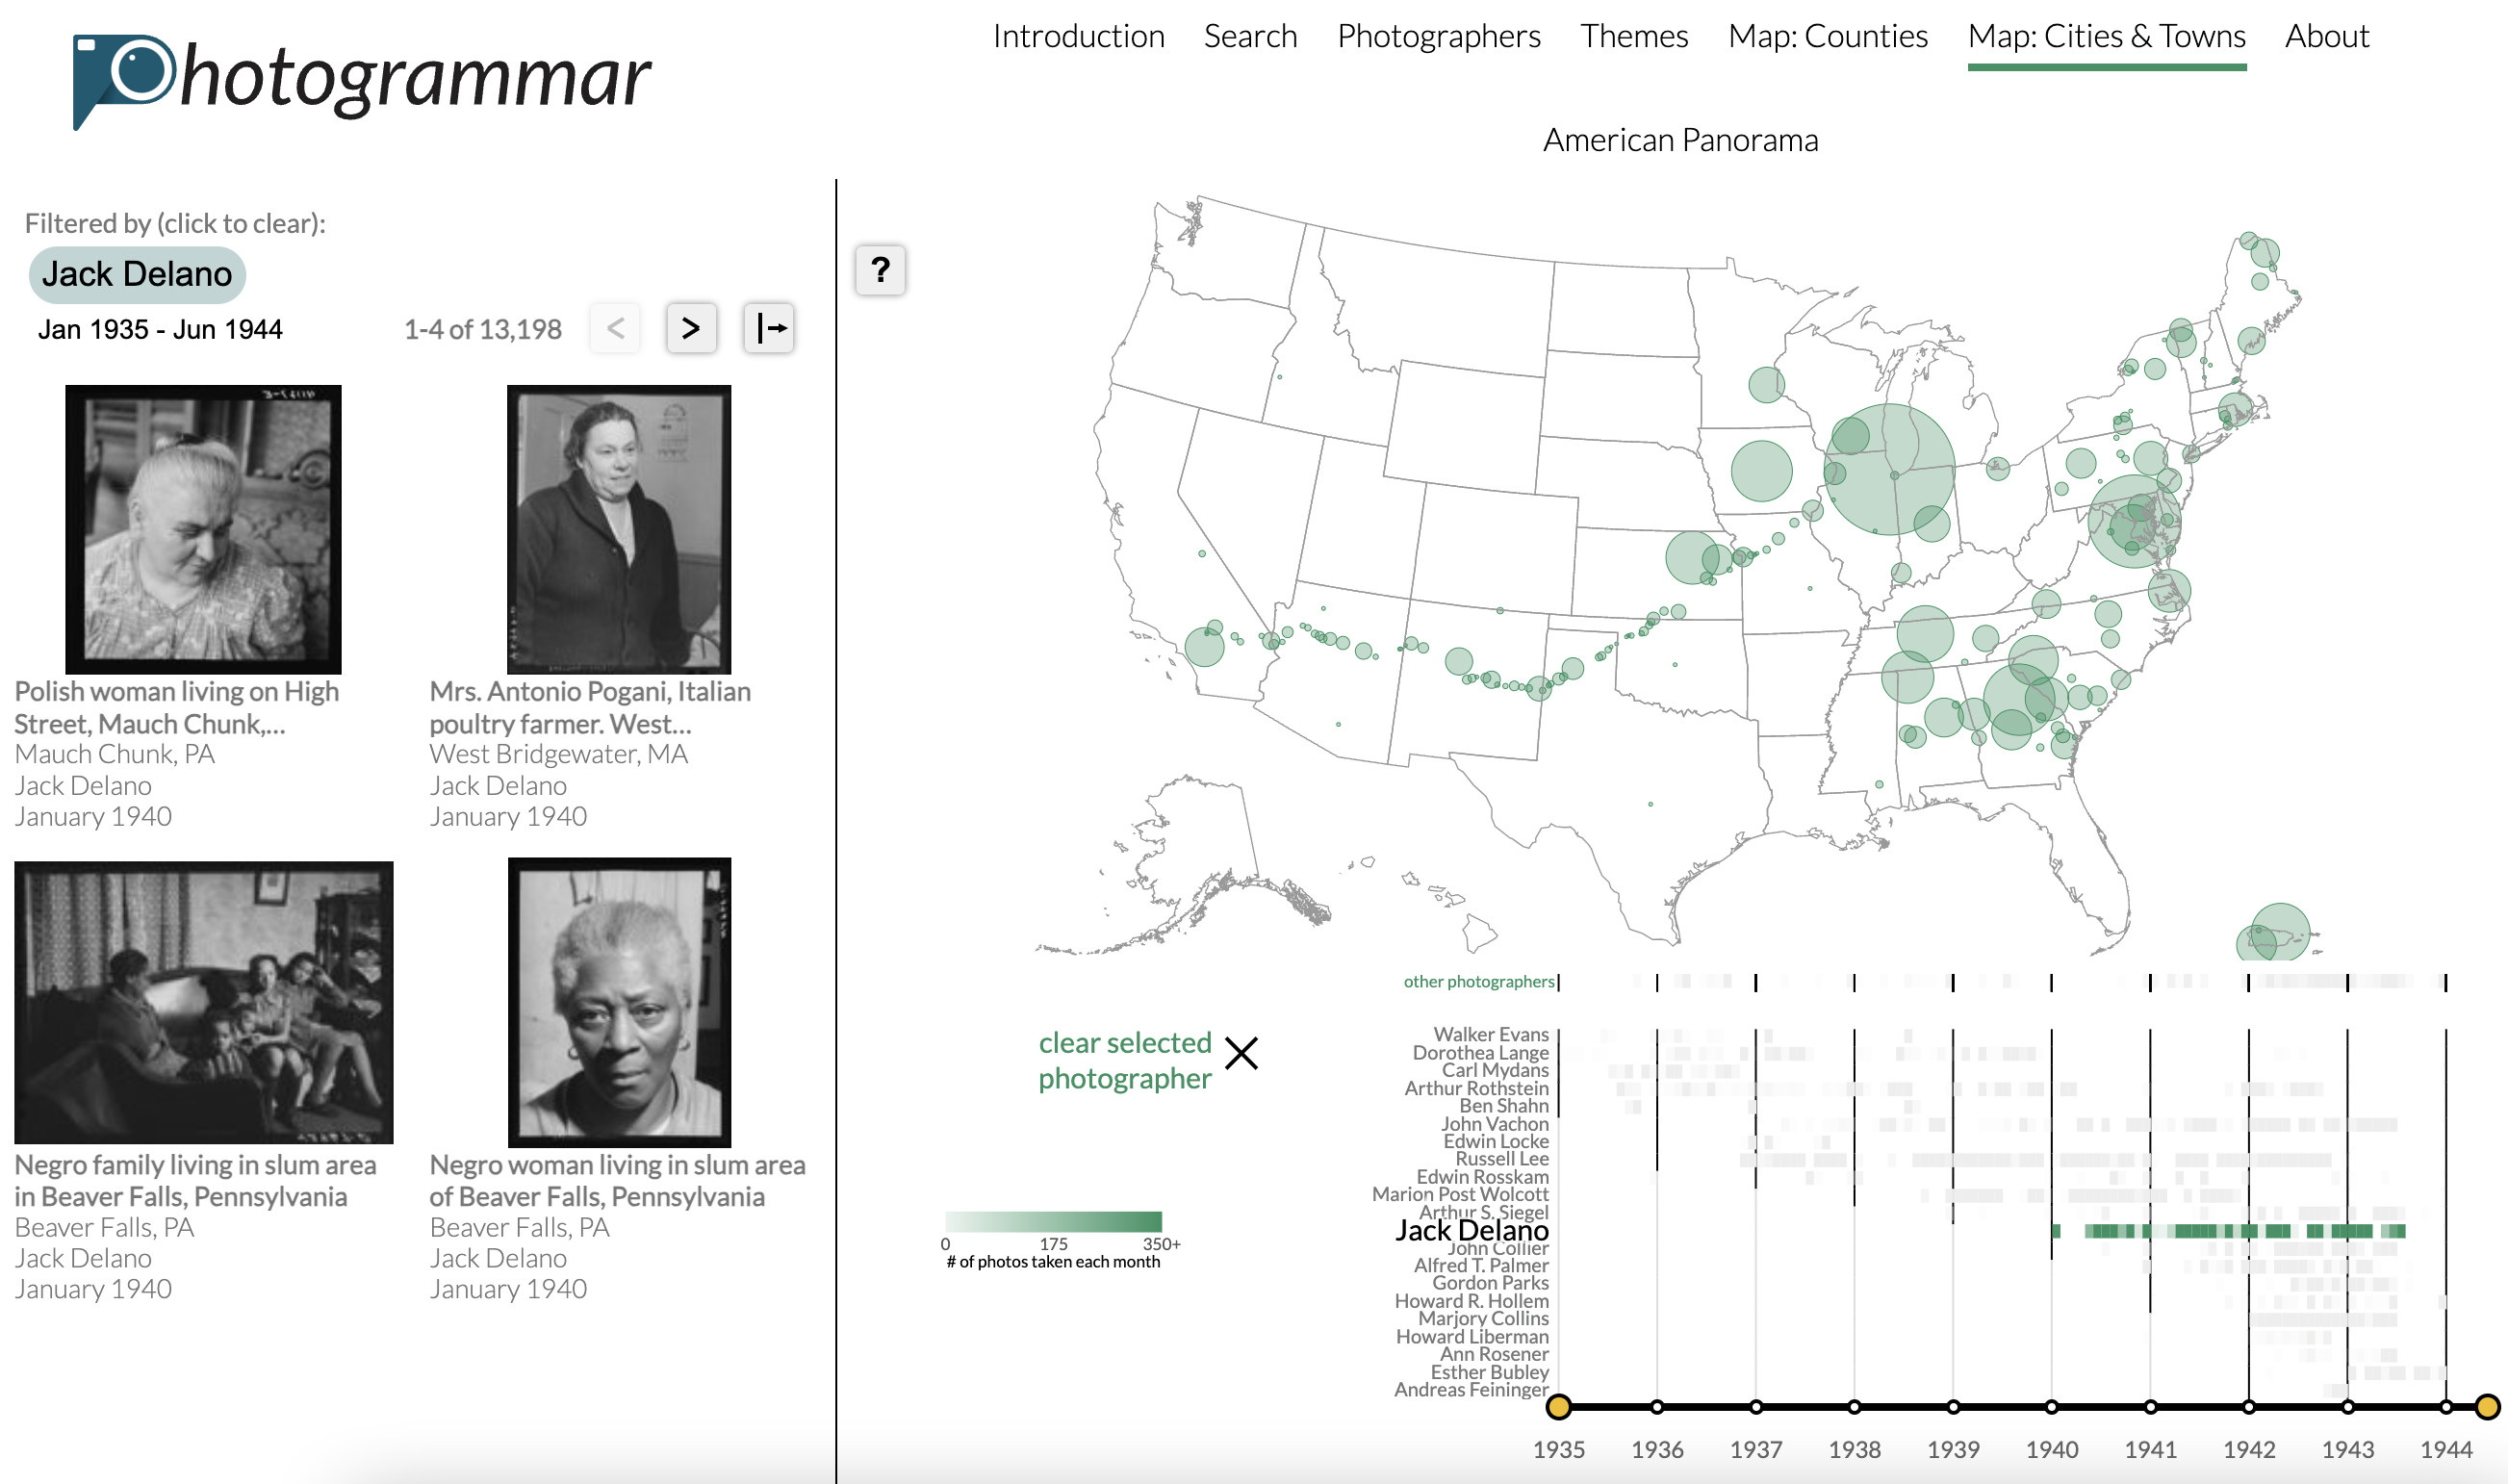 Photogrammar
Introduction Search Photographers Themes Map: Counties Map: Cities & Towns About
American Panorama
Filtered by (click to clear):
Jack Delano
Jan 1935 - Jun 1944 1-4 of 13,198 < > |→
?
Polish woman living on High
Street, Mauch Chunk,...
Mauch Chunk, PA
Jack Delano
January 1940
Mrs. Antonio Pogani, Italian
poultry farmer. West...
West Bridgewater, MA
Jack Delano
January 1940
Negro family living in slum area
in Beaver Falls, Pennsylvania
Beaver Falls, PA
Jack Delano
January 1940
Negro woman living in slum area
of Beaver Falls, Pennsylvania
Beaver Falls, PA
Jack Delano
January 1940
other photographers
clear selected
photographer
0 175 350+
# of photos taken each month
Walker Evans
Dorothea Lange
Carl Mydans
Arthur Rothstein
Ben Shahn
John Vachon
Edwin Locke
Russell Lee
Edwin Rosskam
Marion Post Wolcott
Arthur S. Siegel
Jack Delano
John Collier
Alfred T. Palmer
Gordon Parks
Howard R. Hollem
Marjory Collins
Howard Liberman
Ann Rosener
Esther Bubley
Andreas Feininger
1935 1936 1937 1938 1939 1940 1941 1942 1943 1944